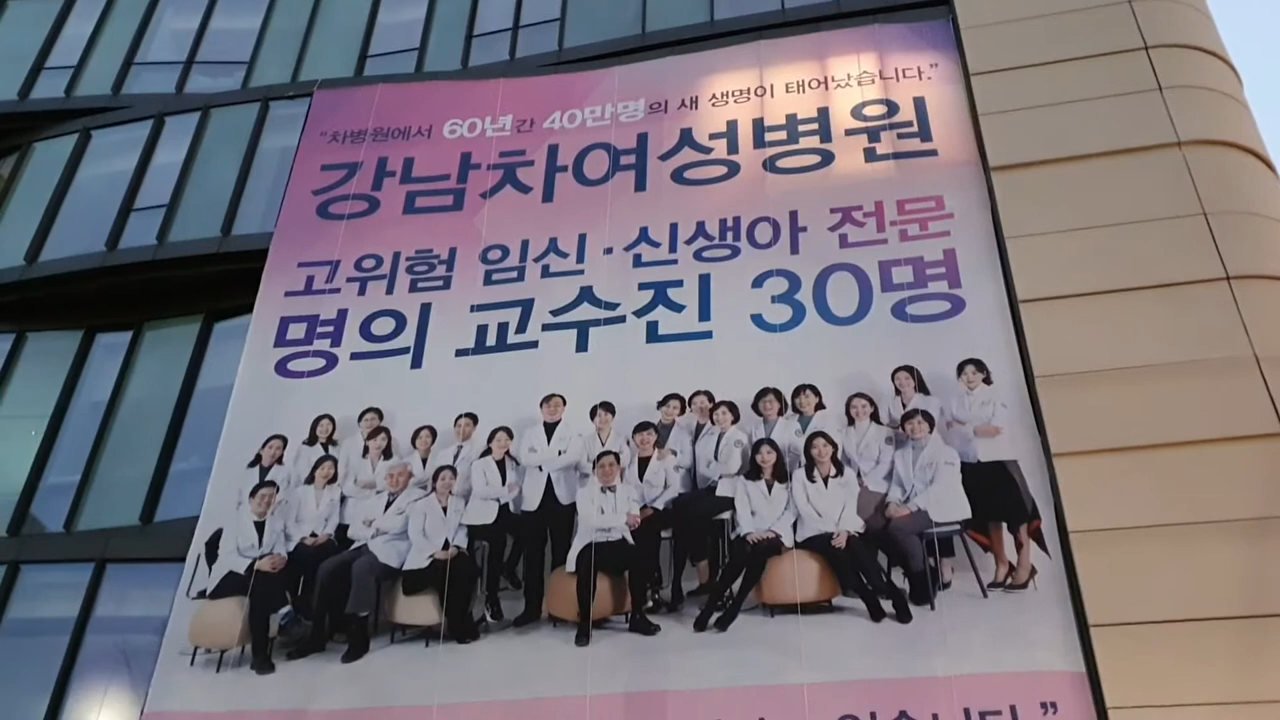 “차병원에서 60년간 40만명의 새 생명이 태어났습니다.”
강남차여성병원
고위험 임신·신생아 전문
명의 교수진 30명